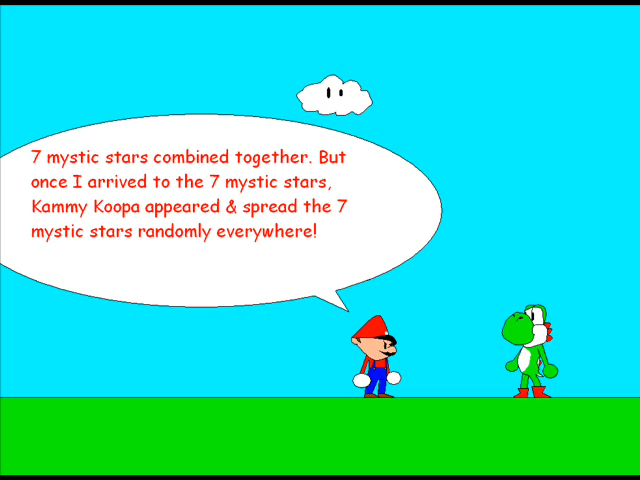 7 mystic stars combined together. But
once I arrived to the 7 mystic stars,
Kammy Koopa appeared & spread the 7
mystic stars randomly everywhere!